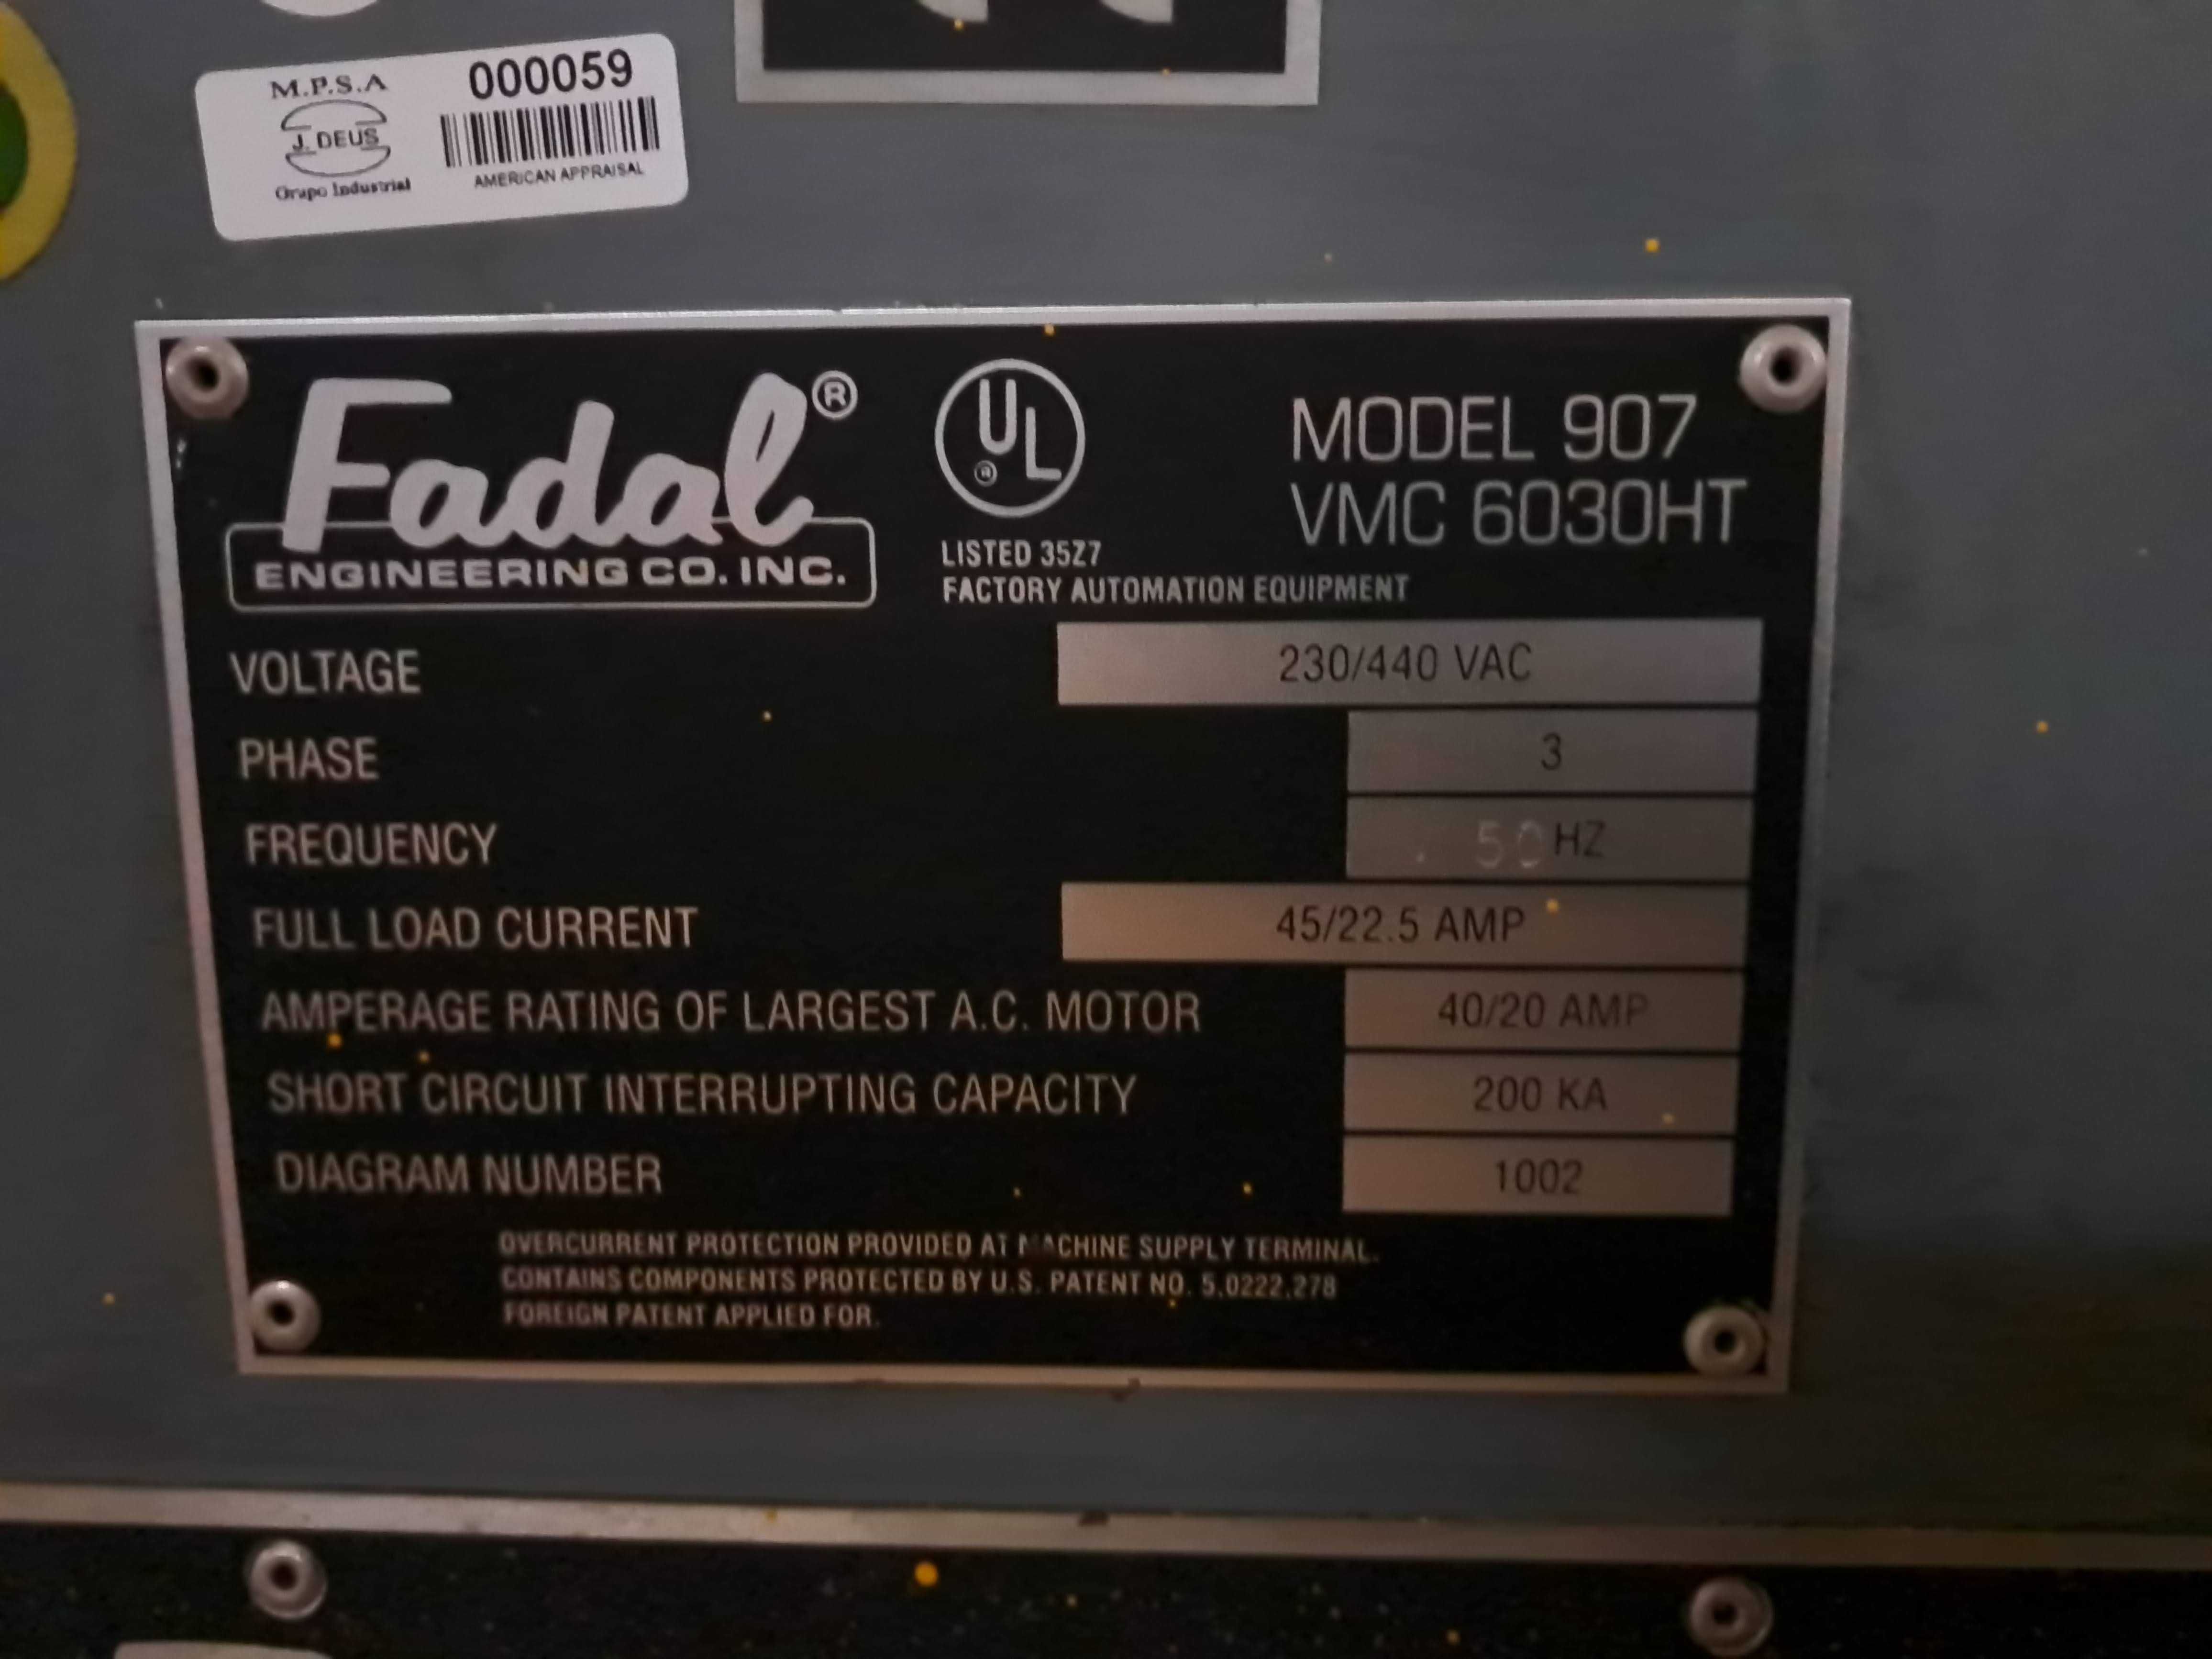 M.P.S.A
000059
J. DEUS
Grupo Industrial
AMERICAN APPRAISAL
Fadal®
ENGINEERING CO. INC.
UL®
LISTED 35Z7
FACTORY AUTOMATION EQUIPMENT
MODEL 907
VMC 6030HT
VOLTAGE 230/440 VAC
PHASE 3
FREQUENCY 50 HZ
FULL LOAD CURRENT 45/22.5 AMP
AMPERAGE RATING OF LARGEST A.C. MOTOR 40/20 AMP
SHORT CIRCUIT INTERRUPTING CAPACITY 200 KA
DIAGRAM NUMBER 1002
OVERCURRENT PROTECTION PROVIDED AT MACHINE SUPPLY TERMINAL.
CONTAINS COMPONENTS PROTECTED BY U.S. PATENT NO. 5,0222,278
FOREIGN PATENT APPLIED FOR.